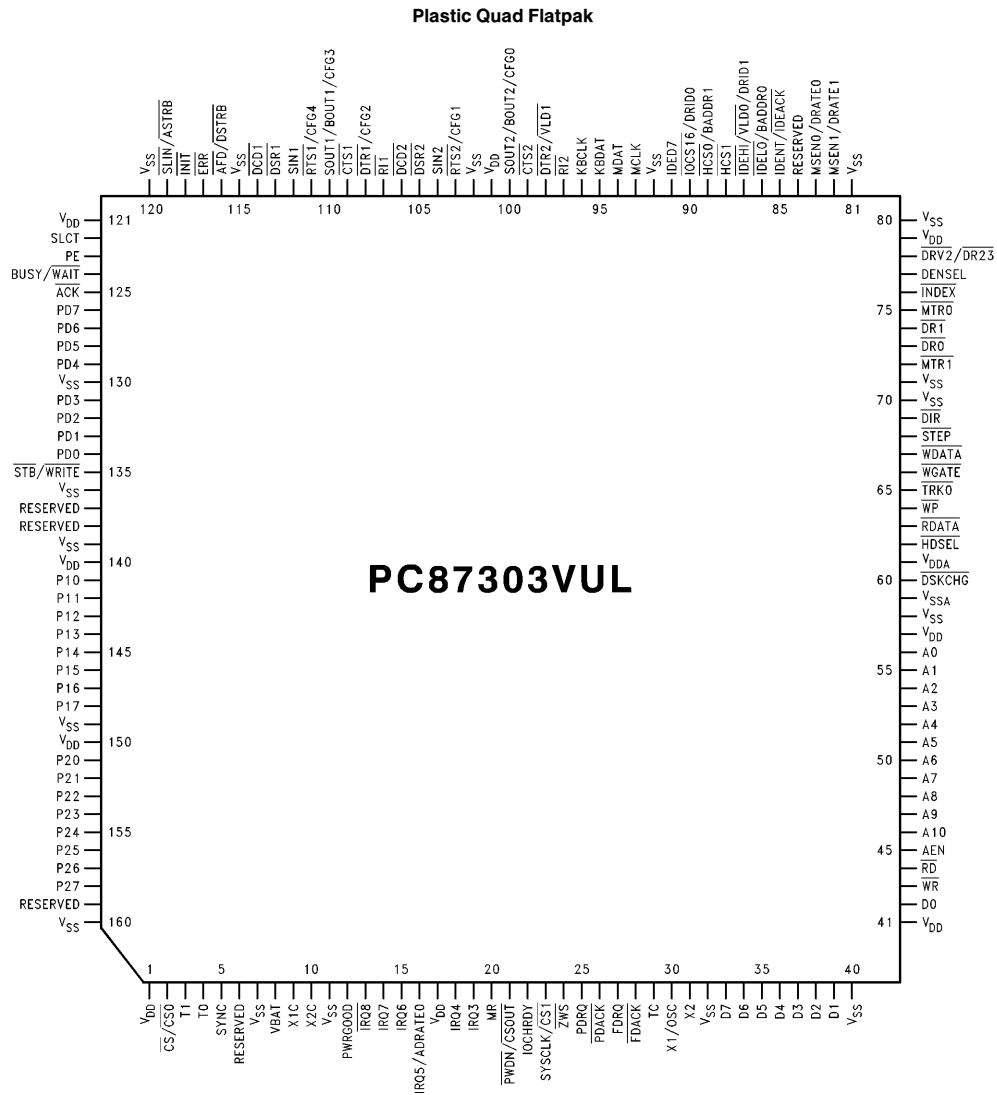 Plastic Quad Flatpak
VSS
SLIN/ASTRB
INIT
ERR
AFD/DSTRB
VSS
DCD1
DSR1
SIN1
RTS1/CFG4
SOUT1/BOUT1/CFG3
CTS1
DTR1/CFG2
RI1
DCD2
DSR2
SIN2
RTS2/CFG1
VSS
VDD
SOUT2/BOUT2/CFG0
CTS2
DTR2/VLD1
RI2
KBCLK
KBDAT
MDAT
MCLK
VSS
IDED7
IOCS16/DRID0
HCS0/BADDR1
HCS1
IDEHI/VLD0/DRID1
IDELO/BADDR0
IDENT/IDEACK
RESERVED
MSEN0/DRATE0
MSEN1/DRATE1
VSS
120 115 110 105 100 95 90 85 81
VDD 121
SLCT
PE
BUSY/WAIT
ACK 125
PD7
PD6
PD5
PD4
VSS 130
PD3
PD2
PD1
PD0
STB/WRITE 135
VSS
RESERVED
RESERVED
VSS
VDD 140
P10
P11
P12
P13
P14 145
P15
P16
P17
VSS
VDD 150
P20
P21
P22
P23
P24 155
P25
P26
P27
RESERVED
VSS 160
PC87303VUL
80 VSS
VDD
DRV2/DR23
DENSEL
INDEX
75 MTR0
DR1
DR0
MTR1
VSS
70 VSS
DIR
STEP
WDATA
WGATE
65 TRK0
WP
RDATA
HDSEL
VDDA
60 DSKCHG
VSSA
VSS
VDD
A0
55 A1
A2
A3
A4
A5
50 A6
A7
A8
A9
A10
45 AEN
RD
WR
D0
41 VDD
1 5 10 15 20 25 30 35 40
VDD
CS/CS0
T1
T0
SYNC
RESERVED
VSS
VBAT
X1C
X2C
VSS
PWRGOOD
IRQ8
IRQ7
IRQ6
IRQ5/ADRATE0
VDD
IRQ4
IRQ3
MR
PWDN/CSOUT
IOCHRDY
SYSCLK/CS1
ZWS
PDRQ
PDACK
FDRQ
FDACK
TC
X1/OSC
X2
VSS
D7
D6
D5
D4
D3
D2
D1
VSS